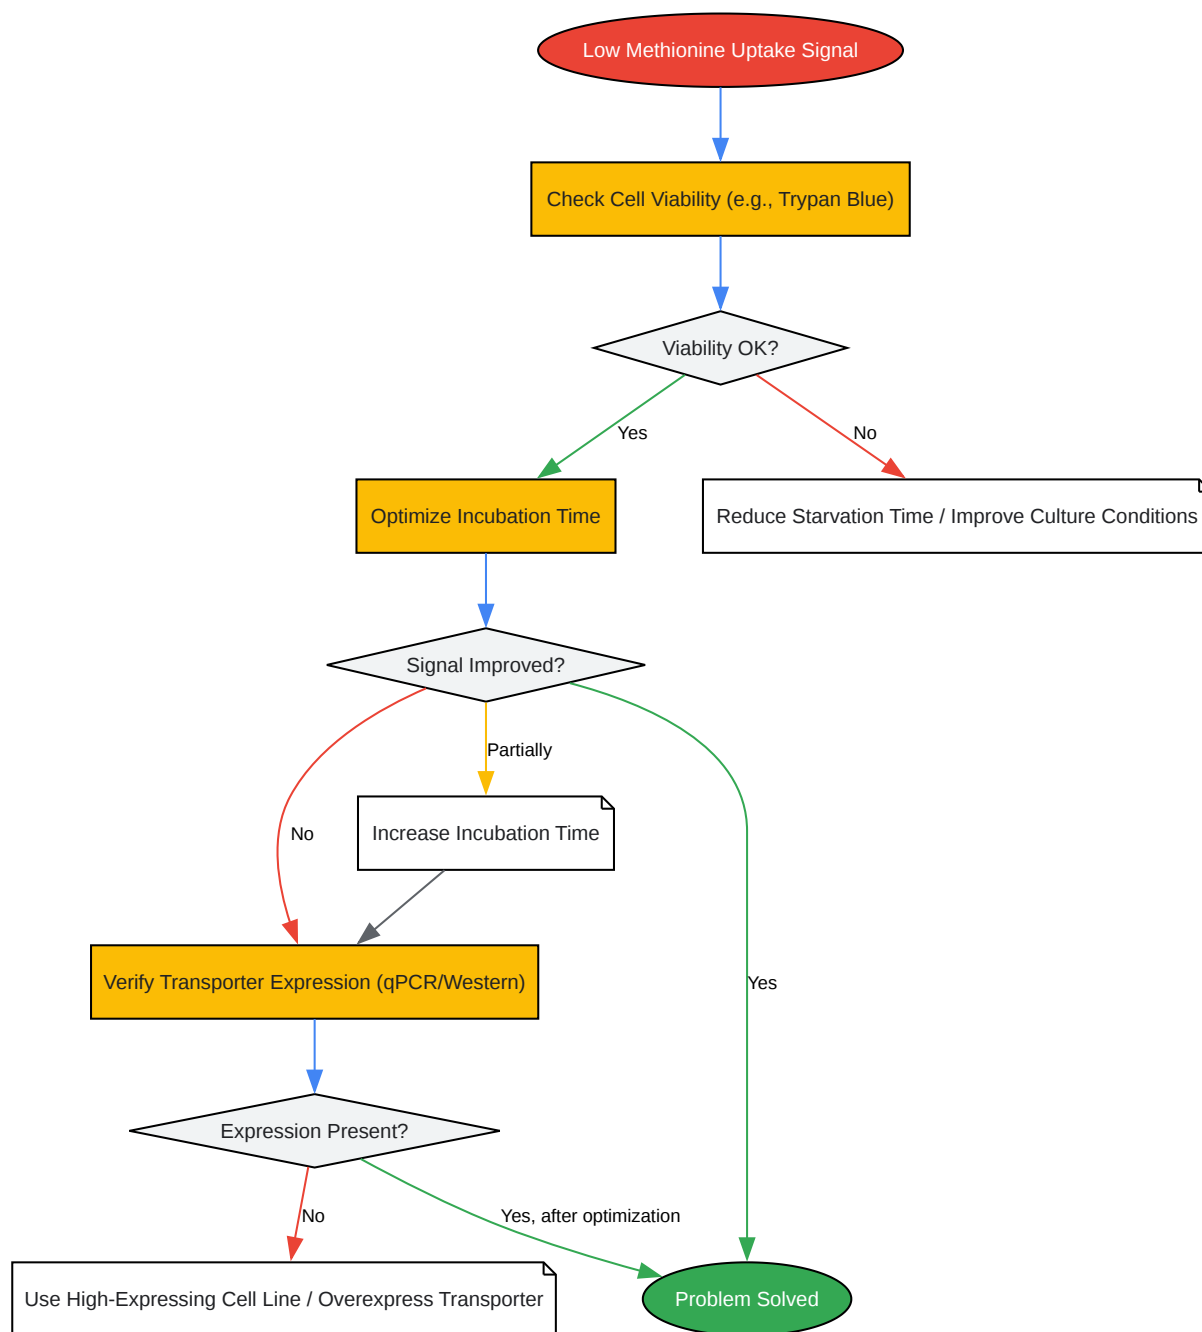 Low Methionine Uptake Signal
Check Cell Viability (e.g., Trypan Blue)
Viability OK?
Yes
No
Optimize Incubation Time
Reduce Starvation Time / Improve Culture Conditions
Signal Improved?
Partially
No
Increase Incubation Time
Verify Transporter Expression (qPCR/Western)
Yes
Expression Present?
No
Yes, after optimization
Use High-Expressing Cell Line / Overexpress Transporter
Problem Solved